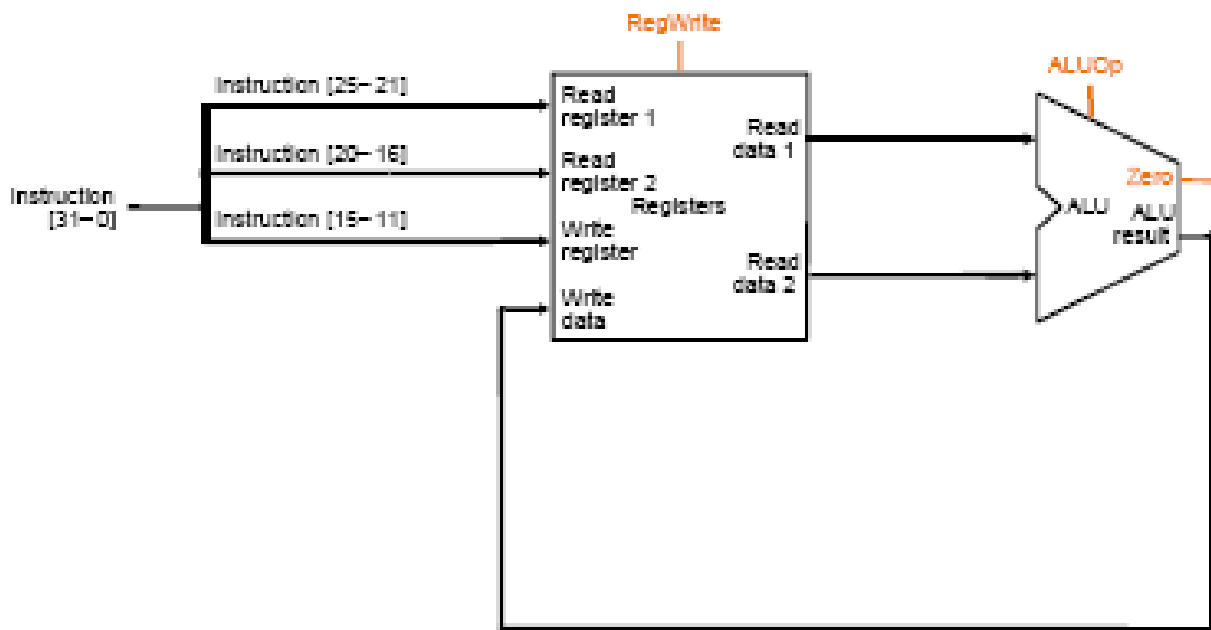 RegWrite
ALUOp
Instruction [25–21]
Read
register 1
Read
data 1
Instruction [20–16]
Read
register 2
Zero
Instruction
[31–0]
Registers
ALU
ALU
result
Instruction [15–11]
Write
register
Read
data 2
Write
data